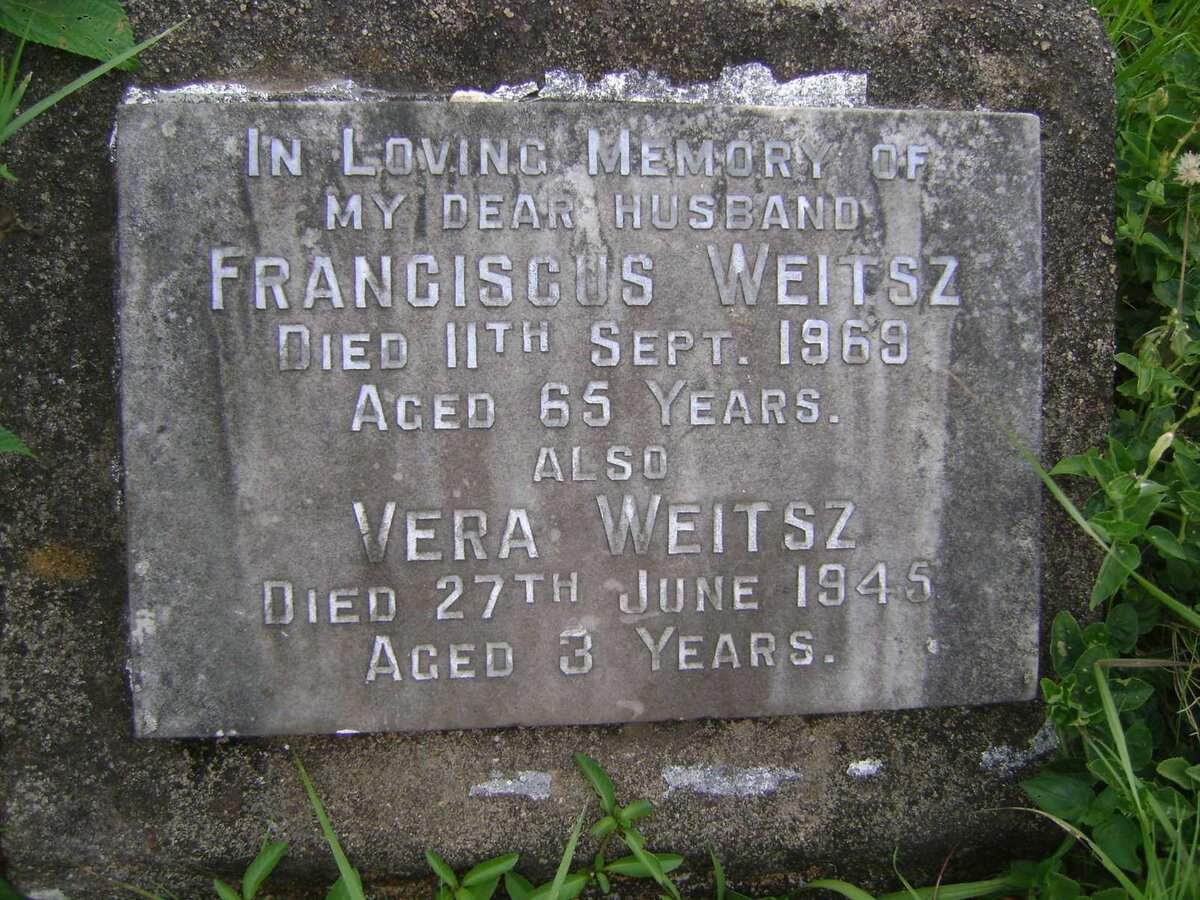 In Loving Memory of
my dear husband
Franciscus Weitsz
Died 11th Sept. 1969
Aged 65 Years.
also
Vera Weitsz
Died 27th June 1945
Aged 3 Years.